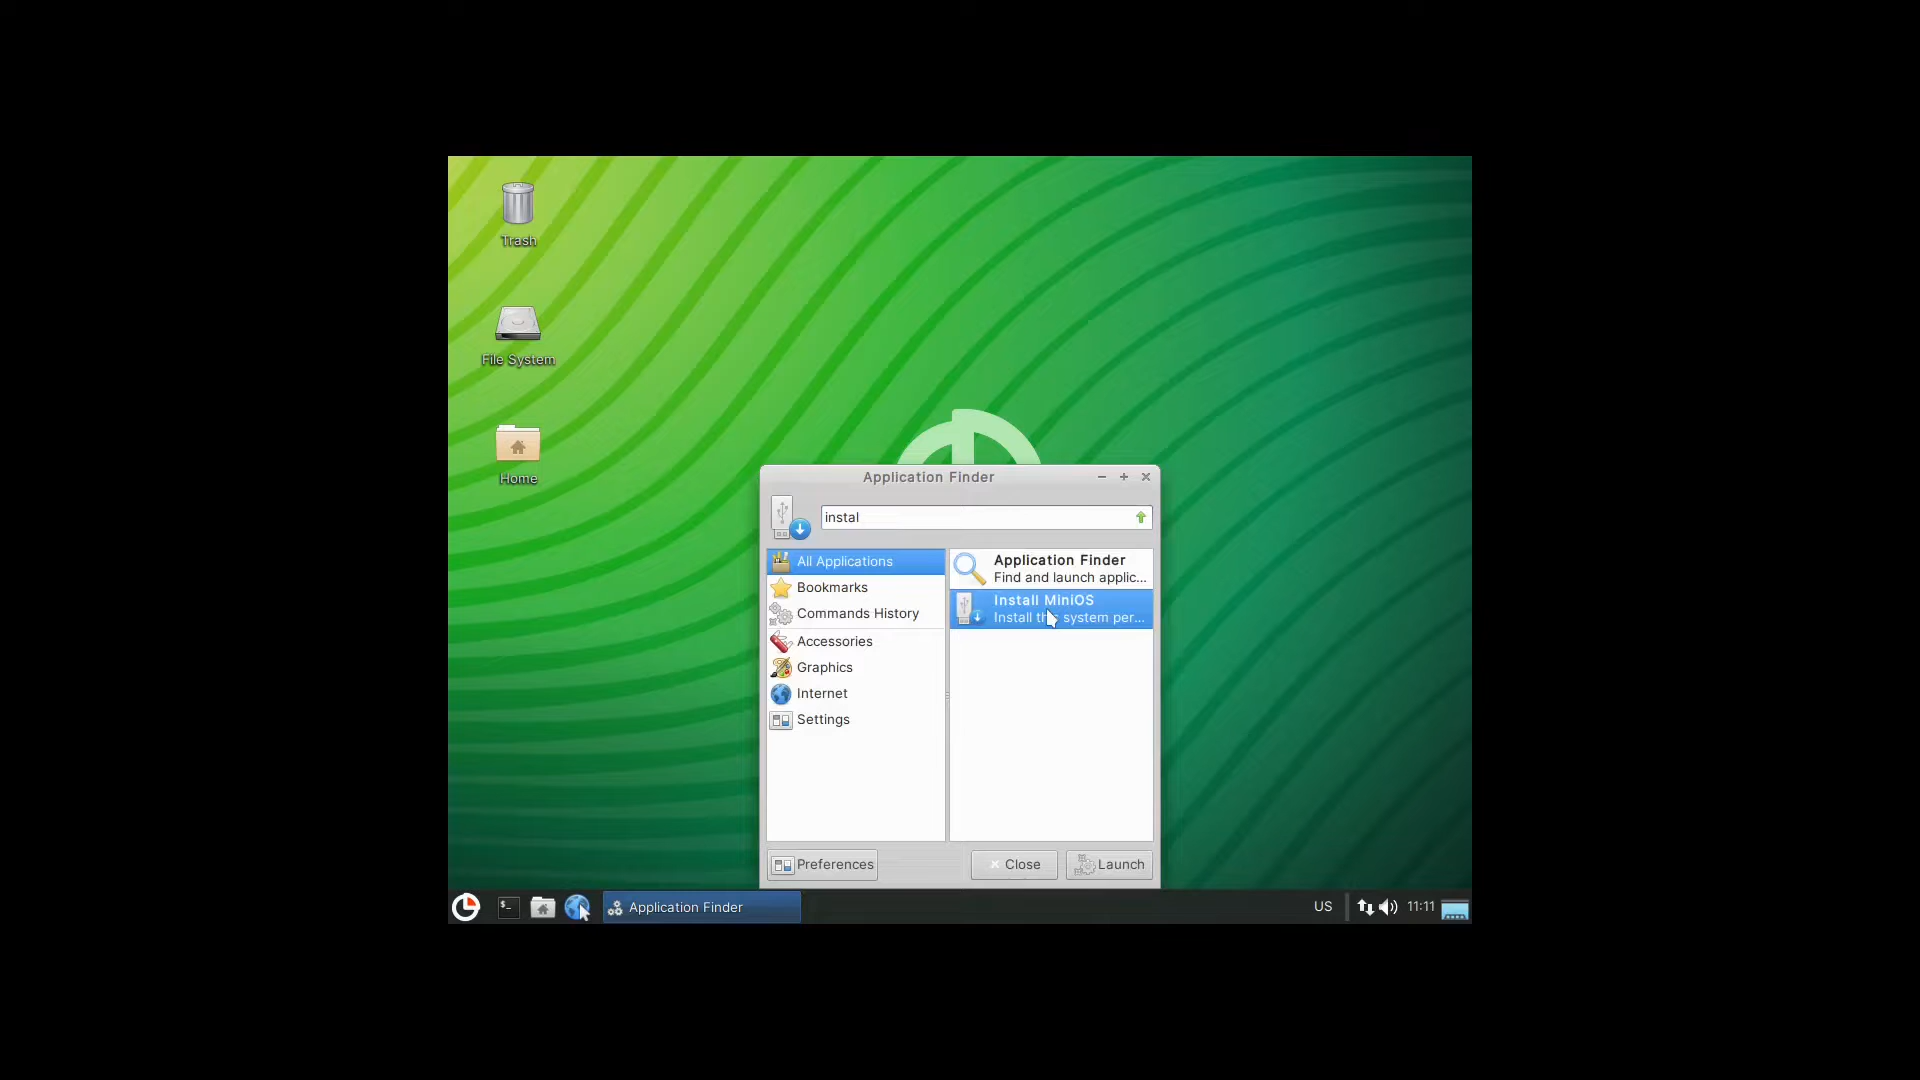 Trash
File System
Home
Application Finder
instal
All Applications
Bookmarks
Commands History
Accessories
Graphics
Internet
Settings
Application Finder
Find and launch applic...
Install MiniOS
Install th system per...
Preferences
Close
Launch
$_
Application Finder
US
11:11